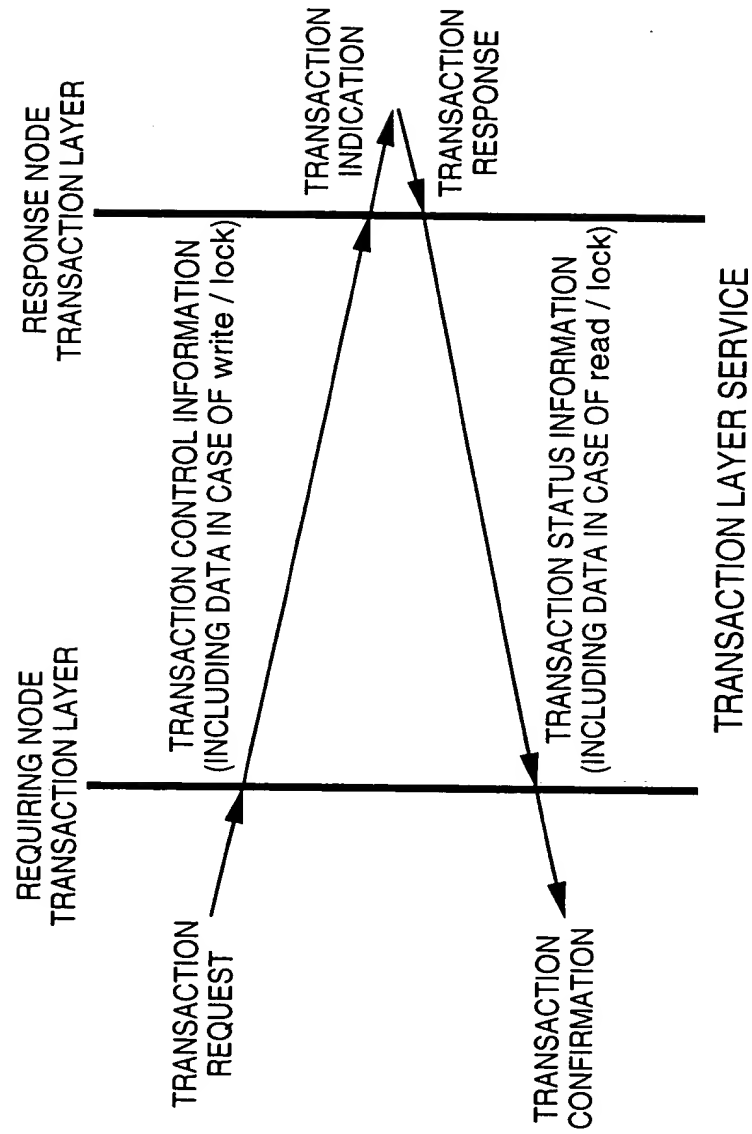 REQUIRING NODE
TRANSACTION LAYER
RESPONSE NODE
TRANSACTION LAYER
TRANSACTION
REQUEST
TRANSACTION CONTROL INFORMATION
(INCLUDING DATA IN CASE OF write / lock)
TRANSACTION
INDICATION
TRANSACTION
RESPONSE
TRANSACTION STATUS INFORMATION
(INCLUDING DATA IN CASE OF read / lock)
TRANSACTION
CONFIRMATION
TRANSACTION LAYER SERVICE